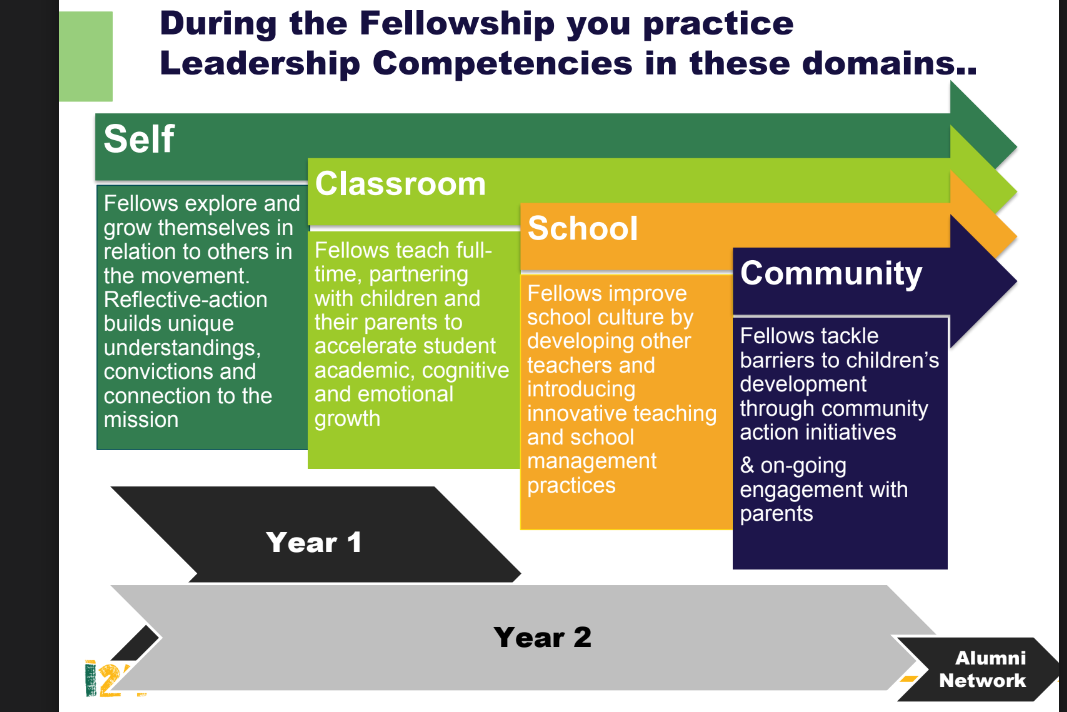 During the Fellowship you practice
Leadership Competencies in these domains..
Self
Fellows explore and
grow themselves in
relation to others in
the movement.
Reflective-action
builds unique
understandings,
convictions and
connection to the
mission
Classroom
Fellows teach full-
time, partnering
with children and
their parents to
accelerate student
academic, cognitive
and emotional
growth
School
Fellows improve
school culture by
developing other
teachers and
introducing
innovative teaching
and school
management
practices
Community
Fellows tackle
barriers to children's
development
through community
action initiatives
& on-going
engagement with
parents
Year 1
Year 2
Alumni
Network